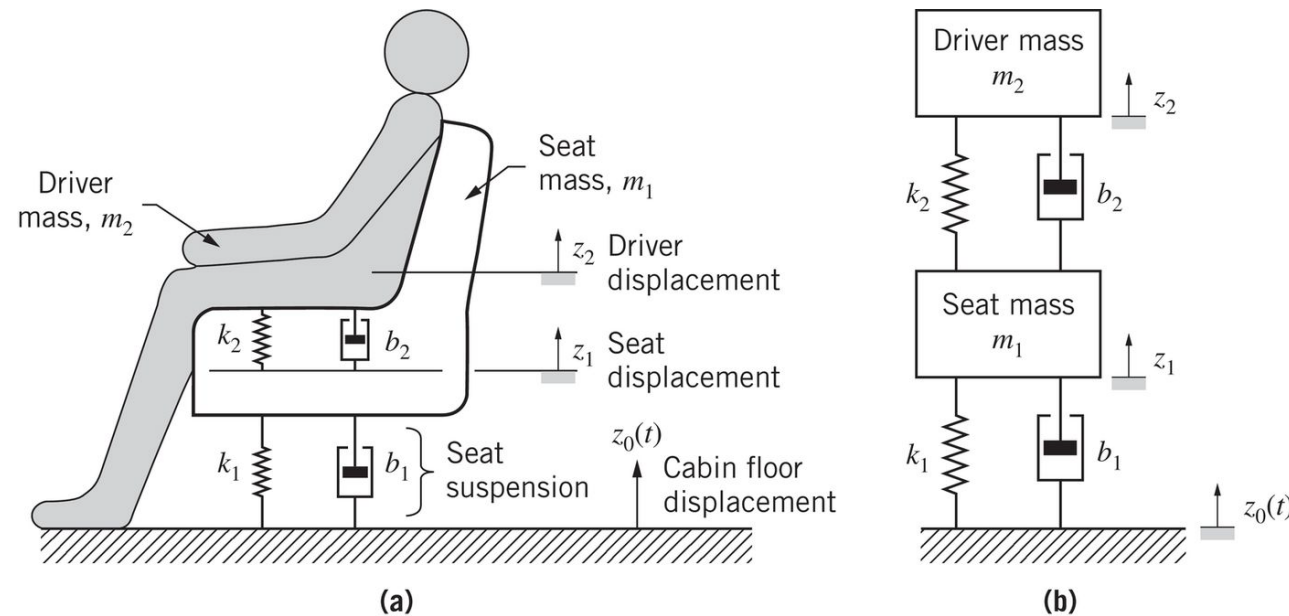 Driver
mass, m₂
Seat
mass, m₁
z₂ Driver
displacement
k₂
b₂
z₁ Seat
displacement
k₁
b₁
Seat
suspension
z₀(t)
Cabin floor
displacement
(a)
Driver mass
m₂
z₂
k₂
b₂
Seat mass
m₁
z₁
k₁
b₁
z₀(t)
(b)